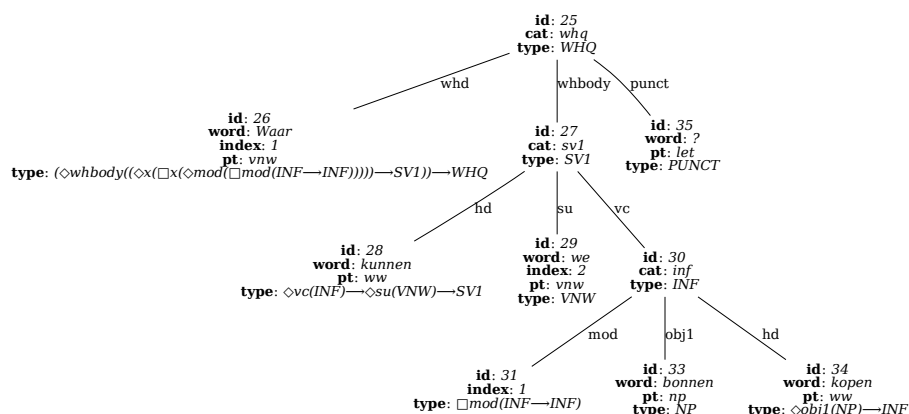 id: 25
cat: whq
type: WHQ
whd
whbody
punct
id: 26
word: Waar
index: 1
pt: vnw
type: (◇whbody((◇x(□x(◇mod(□mod(INF⟶INF)))))⟶SV1))⟶WHQ
id: 27
cat: sv1
type: SV1
id: 35
word: ?
pt: let
type: PUNCT
hd
su
vc
id: 28
word: kunnen
pt: ww
type: ◇vc(INF)⟶◇su(VNW)⟶SV1
id: 29
word: we
index: 2
pt: vnw
type: VNW
id: 30
cat: inf
type: INF
mod
obj1
hd
id: 31
index: 1
type: □mod(INF⟶INF)
id: 33
word: bonnen
pt: np
type: NP
id: 34
word: kopen
pt: ww
type: ◇obj1(NP)⟶INF